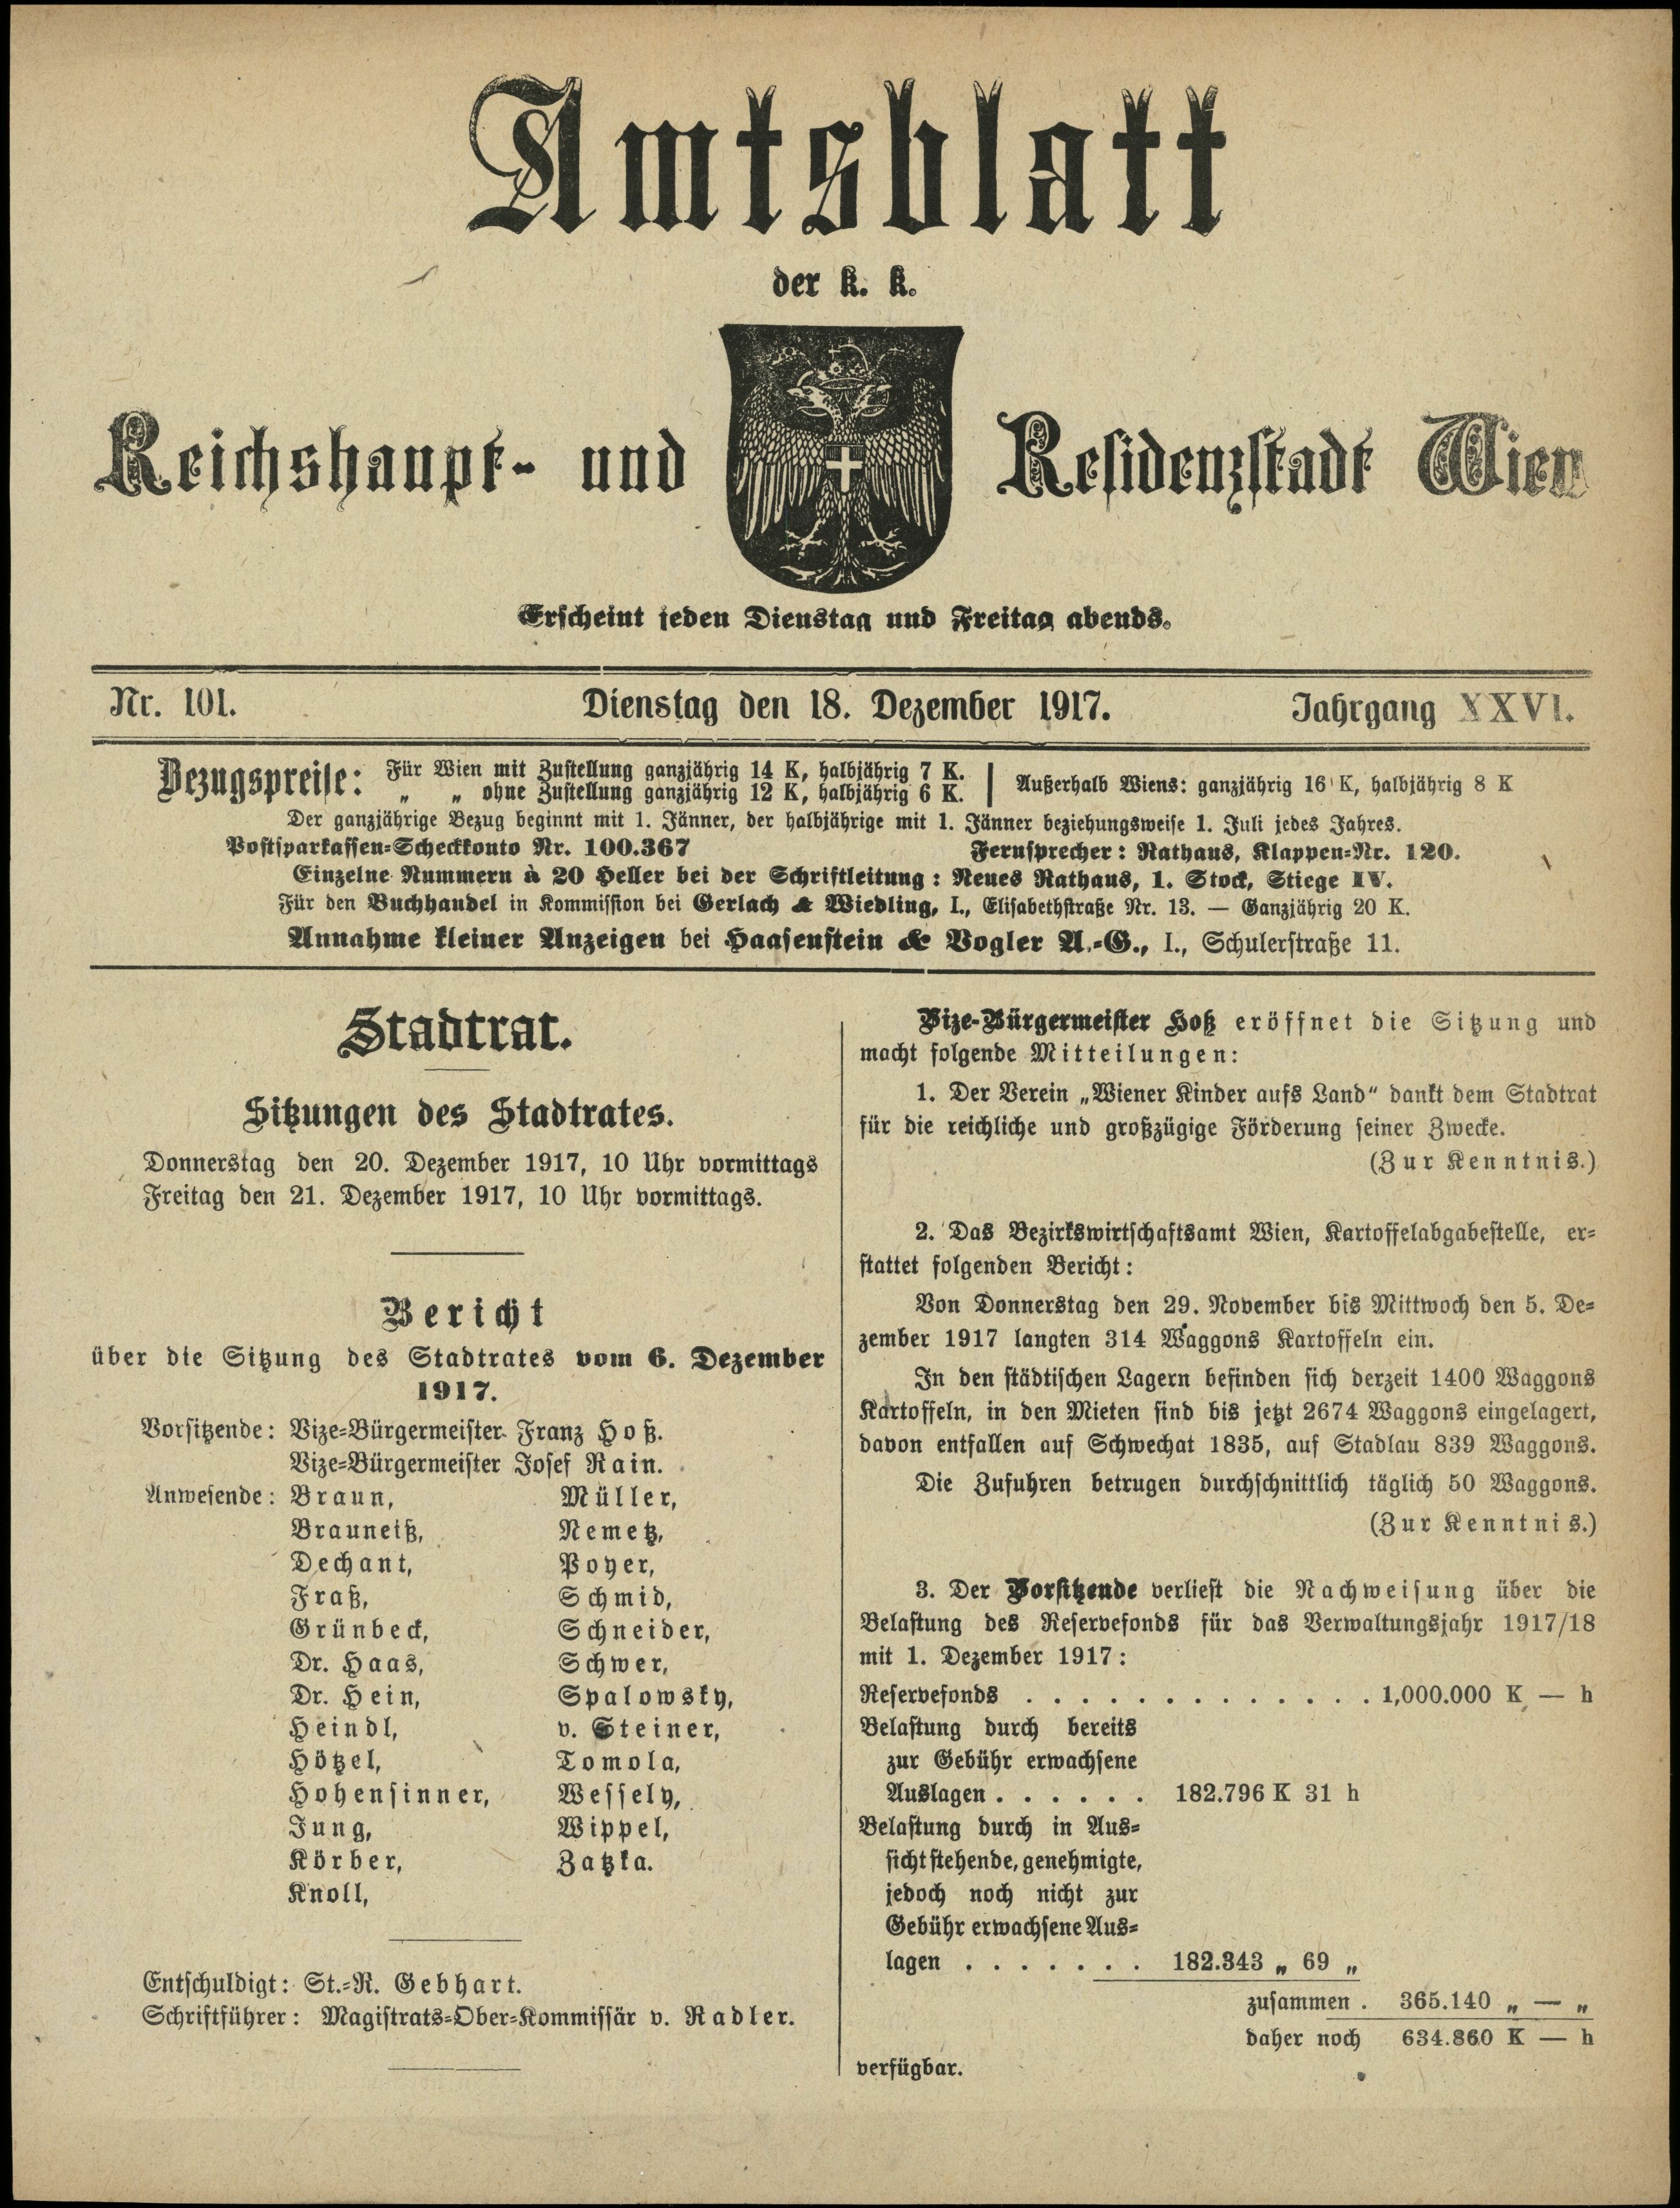 Amtsblatt
der k. k.
Reichshaupt- und Residenzstadt Wien
Erscheint jeden Dienstag und Freitag abends.
Nr. 101. Dienstag den 18. Dezember 1917. Jahrgang XXVI.
Bezugspreise: Für Wien mit Zustellung ganzjährig 14 K, halbjährig 7 K.
„ „ ohne Zustellung ganzjährig 12 K, halbjährig 6 K.
Außerhalb Wiens: ganzjährig 16 K, halbjährig 8 K
Der ganzjährige Bezug beginnt mit 1. Jänner, der halbjährige mit 1. Jänner beziehungsweise 1. Juli jedes Jahres.
Postsparkassen-Scheckkonto Nr. 100.367 Fernsprecher: Rathaus, Klappen-Nr. 120.
Einzelne Nummern à 20 Heller bei der Schriftleitung: Neues Rathaus, 1. Stock, Stiege IV.
Für den Buchhandel in Kommission bei Gerlach & Wiedling, I., Elisabethstraße Nr. 13. — Ganzjährig 20 K.
Annahme kleiner Anzeigen bei Haasenstein & Vogler A.-G., I., Schulerstraße 11.
Stadtrat.
Sitzungen des Stadtrates.
Donnerstag den 20. Dezember 1917, 10 Uhr vormittags
Freitag den 21. Dezember 1917, 10 Uhr vormittags.
Bericht
über die Sitzung des Stadtrates vom 6. Dezember
1917.
Vorsitzende: Vize-Bürgermeister Franz Hoß.
Vize-Bürgermeister Josef Rain.
Anwesende: Braun, Müller,
Brauneiß, Nemetz,
Dechant, Poyer,
Fraß, Schmid,
Grünbeck, Schneider,
Dr. Haas, Schwer,
Dr. Hein, Spalowsky,
Heindl, v. Steiner,
Hötzel, Tomola,
Hohensinner, Wessely,
Jung, Wippel,
Körber, Zatzka.
Knoll,
Entschuldigt: St.-R. Gebhart.
Schriftführer: Magistrats-Ober-Kommissär v. Radler.
Vize-Bürgermeister Hoß eröffnet die Sitzung und
macht folgende Mitteilungen:
1. Der Verein „Wiener Kinder aufs Land“ dankt dem Stadtrat
für die reichliche und großzügige Förderung seiner Zwecke.
(Zur Kenntnis.)
2. Das Bezirkswirtschaftsamt Wien, Kartoffelabgabestelle, er-
stattet folgenden Bericht:
Von Donnerstag den 29. November bis Mittwoch den 5. De-
zember 1917 langten 314 Waggons Kartoffeln ein.
In den städtischen Lagern befinden sich derzeit 1400 Waggons
Kartoffeln, in den Mieten sind bis jetzt 2674 Waggons eingelagert,
davon entfallen auf Schwechat 1835, auf Stadlau 839 Waggons.
Die Zufuhren betrugen durchschnittlich täglich 50 Waggons.
(Zur Kenntnis.)
3. Der Vorsitzende verliest die Nachweisung über die
Belastung des Reservefonds für das Verwaltungsjahr 1917/18
mit 1. Dezember 1917:
Reservefonds . . . . . . . . . . . . . 1,000.000 K — h
Belastung durch bereits
zur Gebühr erwachsene
Auslagen . . . . . . 182.796 K 31 h
Belastung durch in Aus-
sicht stehende, genehmigte,
jedoch noch nicht zur
Gebühr erwachsene Aus-
lagen . . . . . . . 182.343 „ 69 „
zusammen . 365.140 „ — „
daher noch 634.860 K — h
verfügbar.